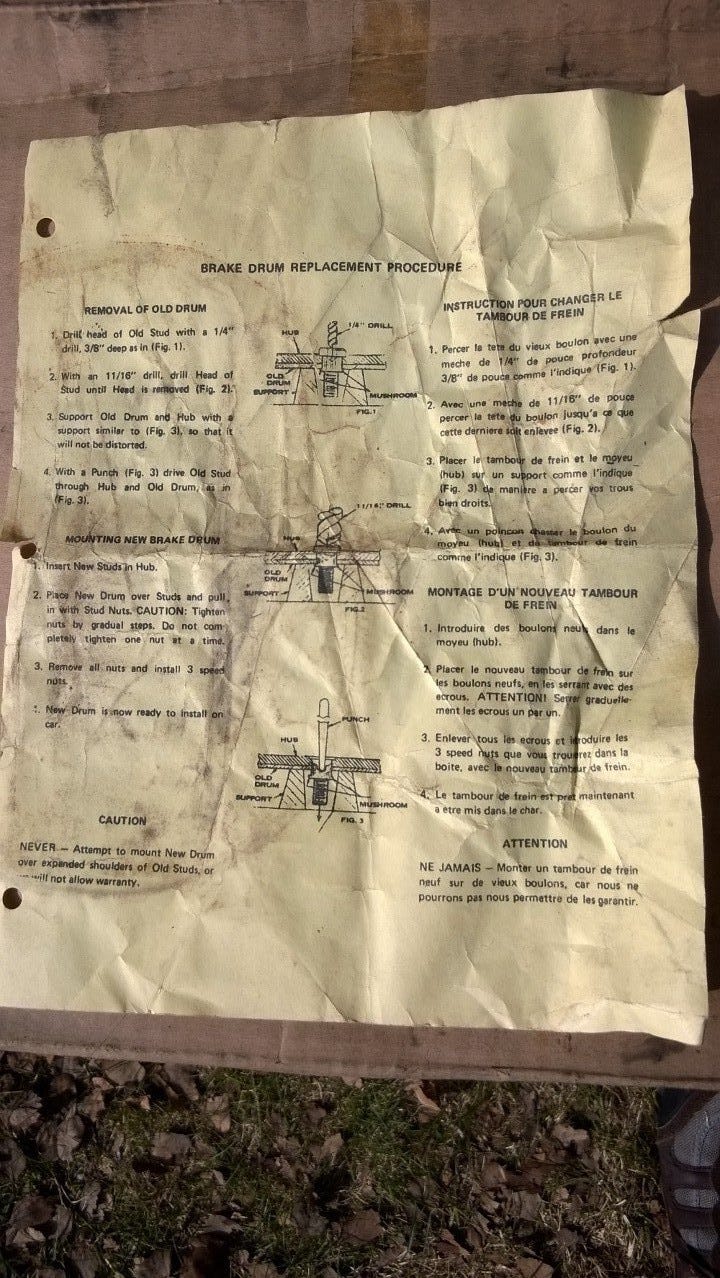 BRAKE DRUM REPLACEMENT PROCEDURE
REMOVAL OF OLD DRUM
1. Drill head of Old Stud with a 1/4"
drill, 3/8" deep as in (Fig. 1).
2. With an 11/16" drill, drill Head of
Stud until Head is removed (Fig. 2).
3. Support Old Drum and Hub with a
support similar to (Fig. 3), so that it
will not be distorted.
4. With a Punch (Fig. 3) drive Old Stud
through Hub and Old Drum, as in
(Fig. 3).
MOUNTING NEW BRAKE DRUM
1. Insert New Studs in Hub.
2. Place New Drum over Studs and pull
in with Stud Nuts. CAUTION: Tighten
nuts by gradual steps. Do not com
pletely tighten one nut at a time.
3. Remove all nuts and install 3 speed
nuts.
New Drum is now ready to install on
car.
CAUTION
NEVER — Attempt to mount New Drum
over expanded shoulders of Old Studs, or
will not allow warranty.
1/4" DRILL
HUB
OLD
DRUM
SUPPORT
MUSHROOM
FIG.1
11/16" DRILL
HUB
OLD
DRUM
SUPPORT
MUSHROOM
FIG.2
PUNCH
HUB
OLD
DRUM
SUPPORT
MUSHROOM
FIG. 3
INSTRUCTION POUR CHANGER LE
TAMBOUR DE FREIN
1. Percer la tete du vieux boulon avec une
meche de 1/4" de pouce profondeur
3/8" de pouce comme l'indique (Fig. 1).
2. Avec une meche de 11/16" de pouce
percer la tete du boulon jusqu'a ce que
cette derniere soit enlevee (Fig. 2).
3. Placer le tambour de frein et le moyeu
(hub) sur un support comme l'indique
(Fig. 3) de maniere a percer vos trous
bien droits.
4. Avec un poincon chasser le boulon du
moyeu (hub) et de tambour de frein
comme l'indique (Fig. 3).
MONTAGE D'UN NOUVEAU TAMBOUR
DE FREIN
1. Introduire des boulons neufs dans le
moyeu (hub).
2. Placer le nouveau tambour de frein sur
les boulons neufs, en les serrant avec des
ecrous. ATTENTION! Serrer graduelle-
ment les ecrous un par un.
3. Enlever tous les ecrous et introduire les
3 speed nuts que vous trouverez dans la
boite, avec le nouveau tambour de frein.
4. Le tambour de frein est pret maintenant
a etre mis dans le char.
ATTENTION
NE JAMAIS — Monter un tambour de frein
neuf sur de vieux boulons, car nous ne
pourrons pas nous permettre de les garantir.